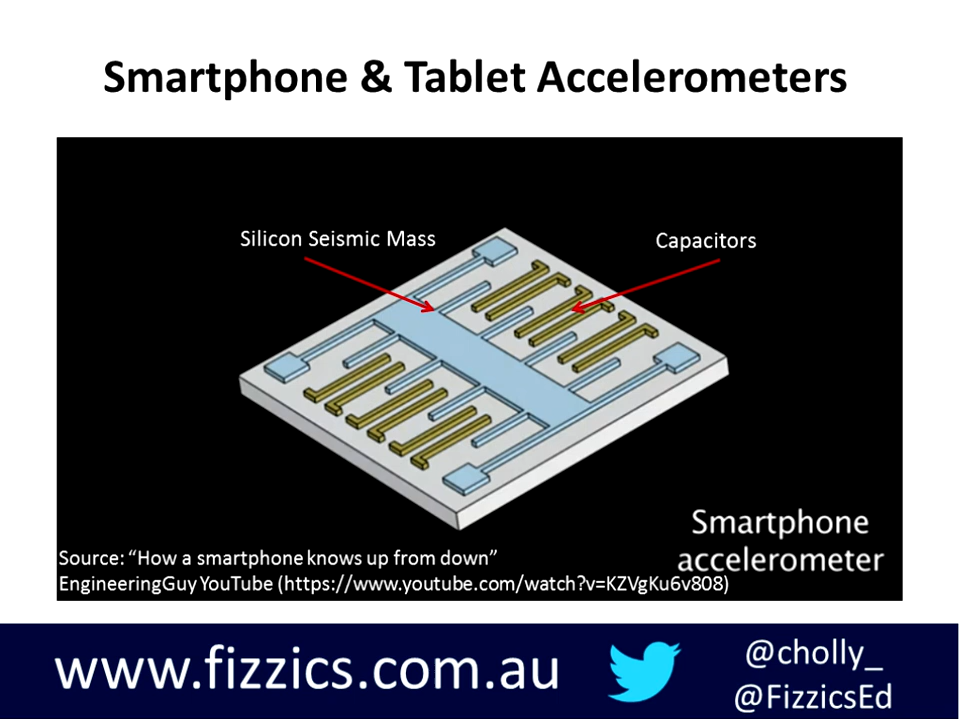 Smartphone & Tablet Accelerometers
Silicon Seismic Mass
Capacitors
Smartphone
accelerometer
Source: “How a smartphone knows up from down”
EngineeringGuy YouTube (https://www.youtube.com/watch?v=KZVgKu6v808)
www.fizzics.com.au
@cholly_
@FizzicsEd